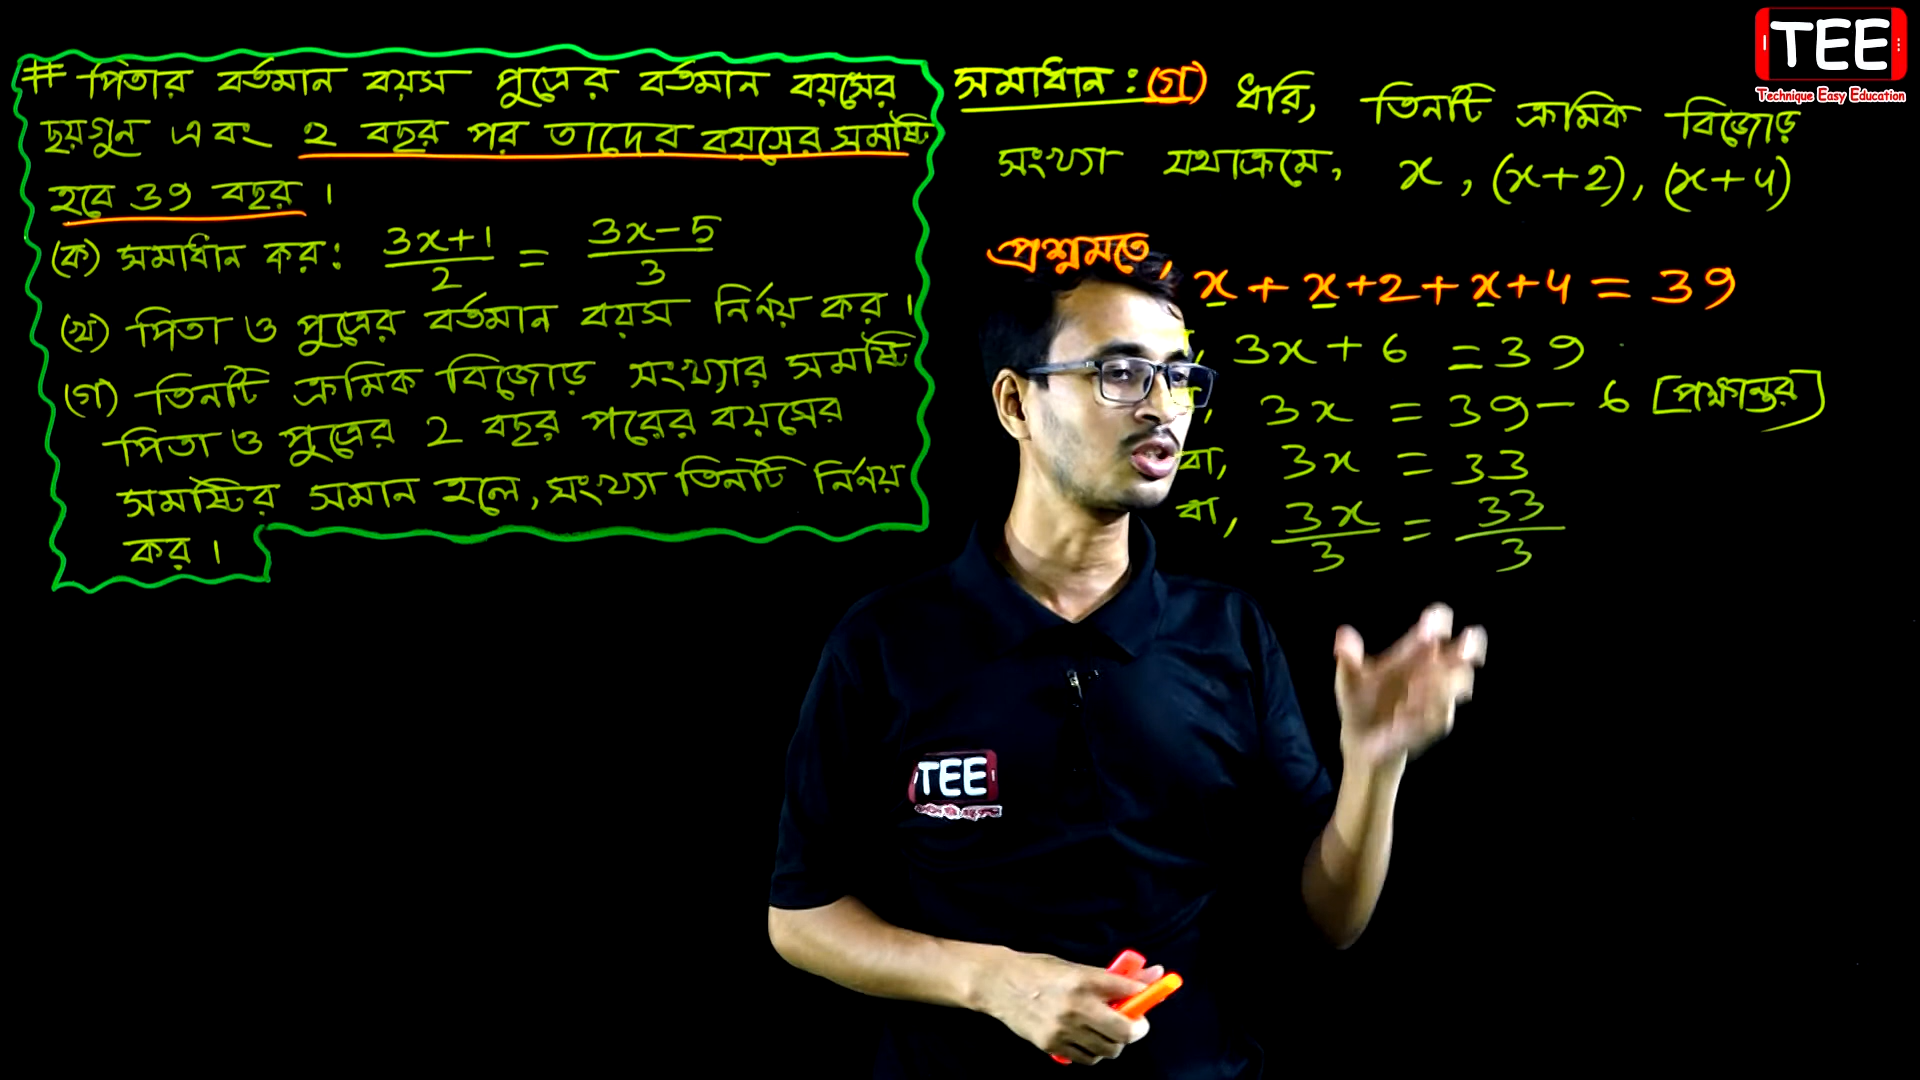 # পিতার বর্তমান বয়স পুত্রের বর্তমান বয়সের
ছয়গুন এবং 2 বছর পর তাদের বয়সের সমষ্টি
হবে 39 বছর ।
(ক) সমাধান কর: (3x+1)/2 = (3x-5)/3
(খ) পিতা ও পুত্রের বর্তমান বয়স নির্নয় কর ।
(গ) তিনটি ক্রমিক বিজোড় সংখ্যার সমষ্টি
পিতা ও পুত্রের 2 বছর পরের বয়সের
সমষ্টির সমান হলে, সংখ্যা তিনটি নির্নয়
কর ।
সমাধান : (গ) ধরি, তিনটি ক্রমিক বিজোড়
সংখ্যা যথাক্রমে, x, (x+2), (x+4)
প্রশ্নমতে, x + x+2 + x+4 = 39
, 3x + 6 = 39
, 3x = 39 - 6 [পক্ষান্তর]
বা, 3x = 33
বা, 3x/3 = 33/3
TEE
Technique Easy Education
TEE